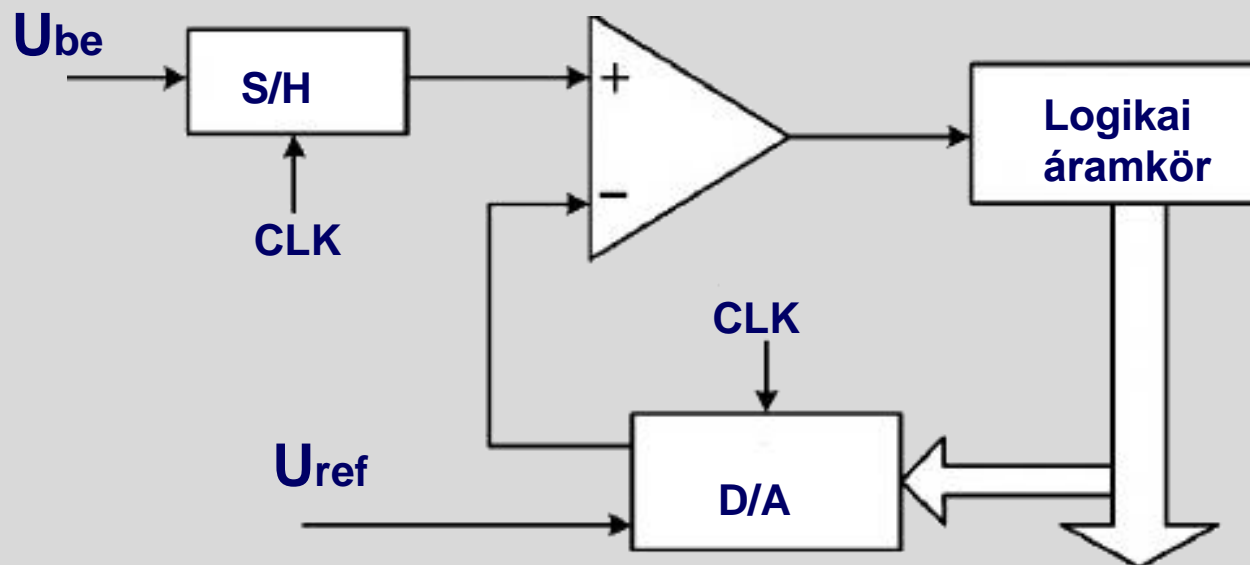 Ube
S/H
+
Logikai
áramkör
−
CLK
CLK
Uref
D/A